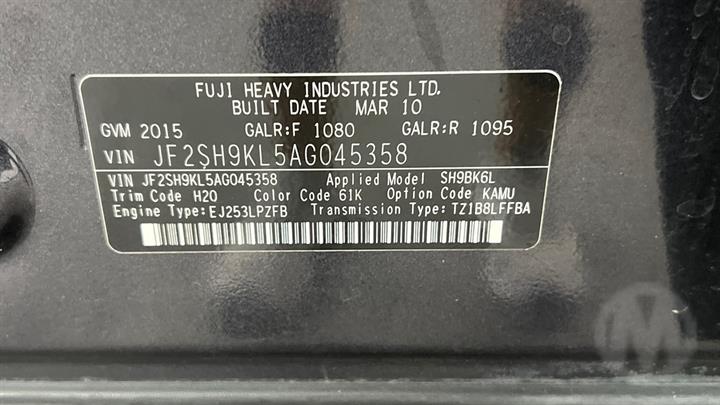 FUJI HEAVY INDUSTRIES LTD.
BUILT DATE MAR 10
GVM 2015 GALR:F 1080 GALR:R 1095
VIN JF2SH9KL5AG045358
VIN JF2SH9KL5AG045358 Applied Model SH9BK6L
Trim Code H20 Color Code 61K Option Code KAMU
Engine Type:EJ253LPZFB Transmission Type:TZ1B8LFFBA
M